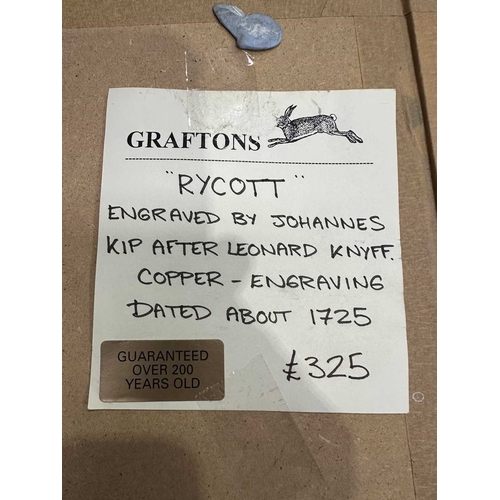 GRAFTONS
"RYCOTT"
ENGRAVED BY JOHANNES
KIP AFTER LEONARD KNYFF.
COPPER - ENGRAVING
DATED ABOUT 1725
£325
GUARANTEED
OVER 200
YEARS OLD